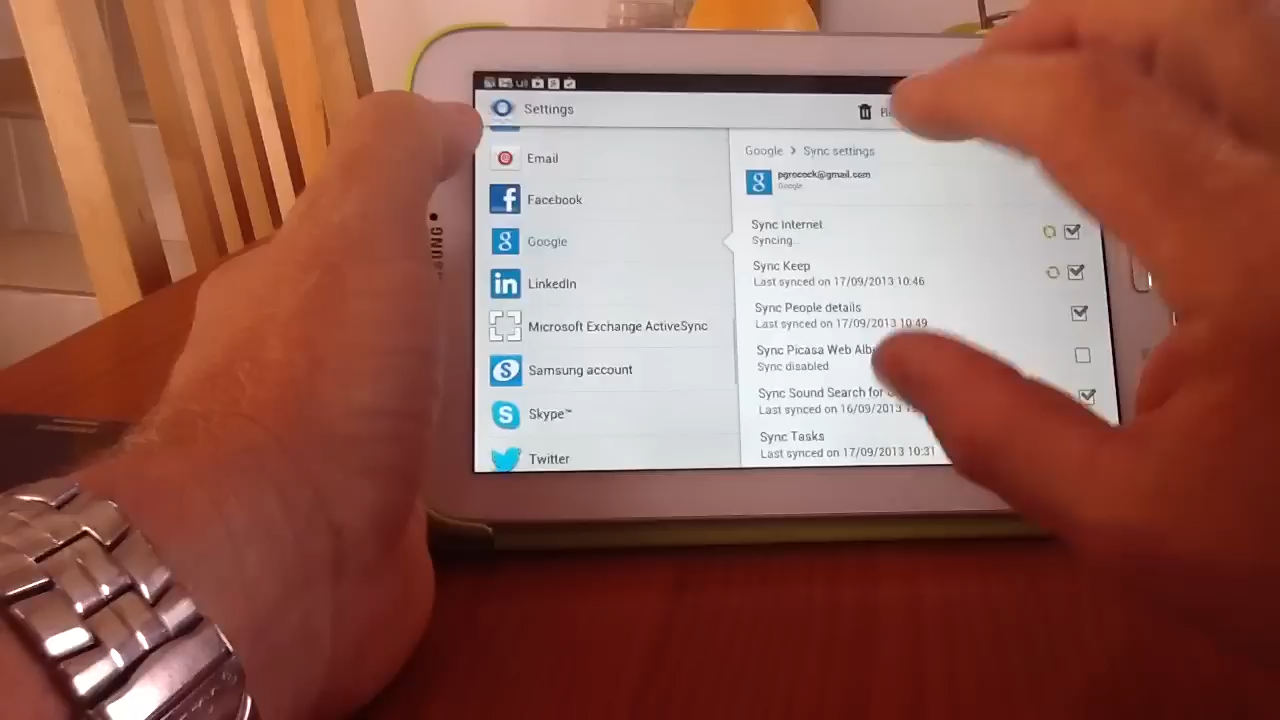 Settings
Email
Facebook
Google
LinkedIn
Microsoft Exchange ActiveSync
Samsung account
Skype™
Twitter
Google > Sync settings
pgrocock@gmail.com
Google
Sync Internet
Syncing..
Sync Keep
Last synced on 17/09/2013 10:46
Sync People details
Last synced on 17/09/2013 10:49
Sync Picasa Web
Sync disabled
Sync Sound Search for
Last synced on 16/09/2013
Sync Tasks
Last synced on 17/09/2013 10:31